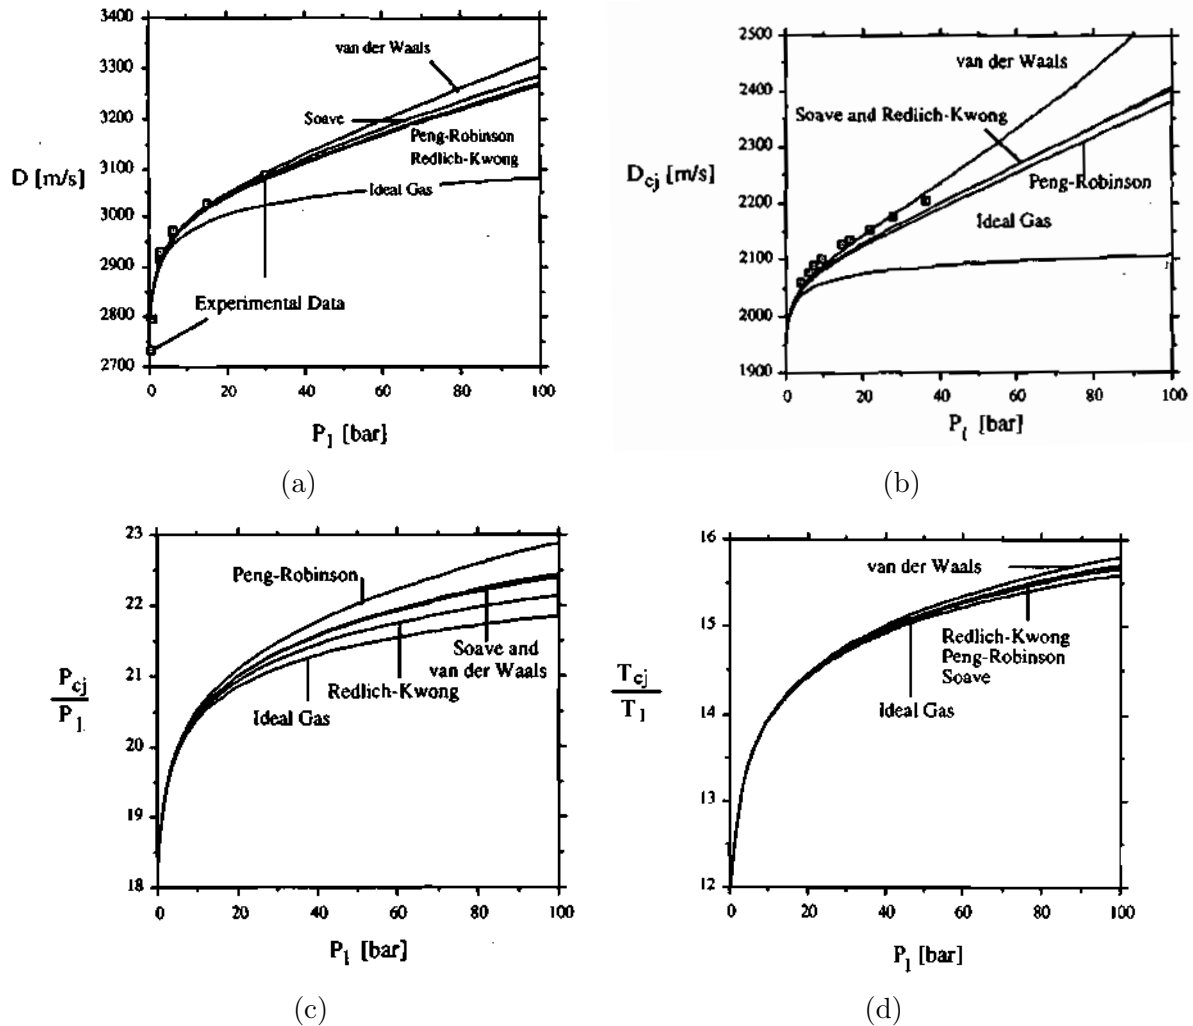 3400
3300
3200
3100
3000
2900
2800
2700
D [m/s]
van der Waals
Soave
Peng-Robinson
Redlich-Kwong
Ideal Gas
Experimental Data
0 20 40 60 80 100
P1 [bar]
(a)
2500
2400
2300
2200
2100
2000
1900
Dcj [m/s]
van der Waals
Soave and Redlich-Kwong
Peng-Robinson
Ideal Gas
0 20 40 60 80 100
P1 [bar]
(b)
23
22
21
20
19
18
Pcj
P1
Peng-Robinson
Soave and
van der Waals
Redlich-Kwong
Ideal Gas
0 20 40 60 80 100
P1 [bar]
(c)
16
15
14
13
12
Tcj
T1
van der Waals
Redlich-Kwong
Peng-Robinson
Soave
Ideal Gas
0 20 40 60 80 100
P1 [bar]
(d)